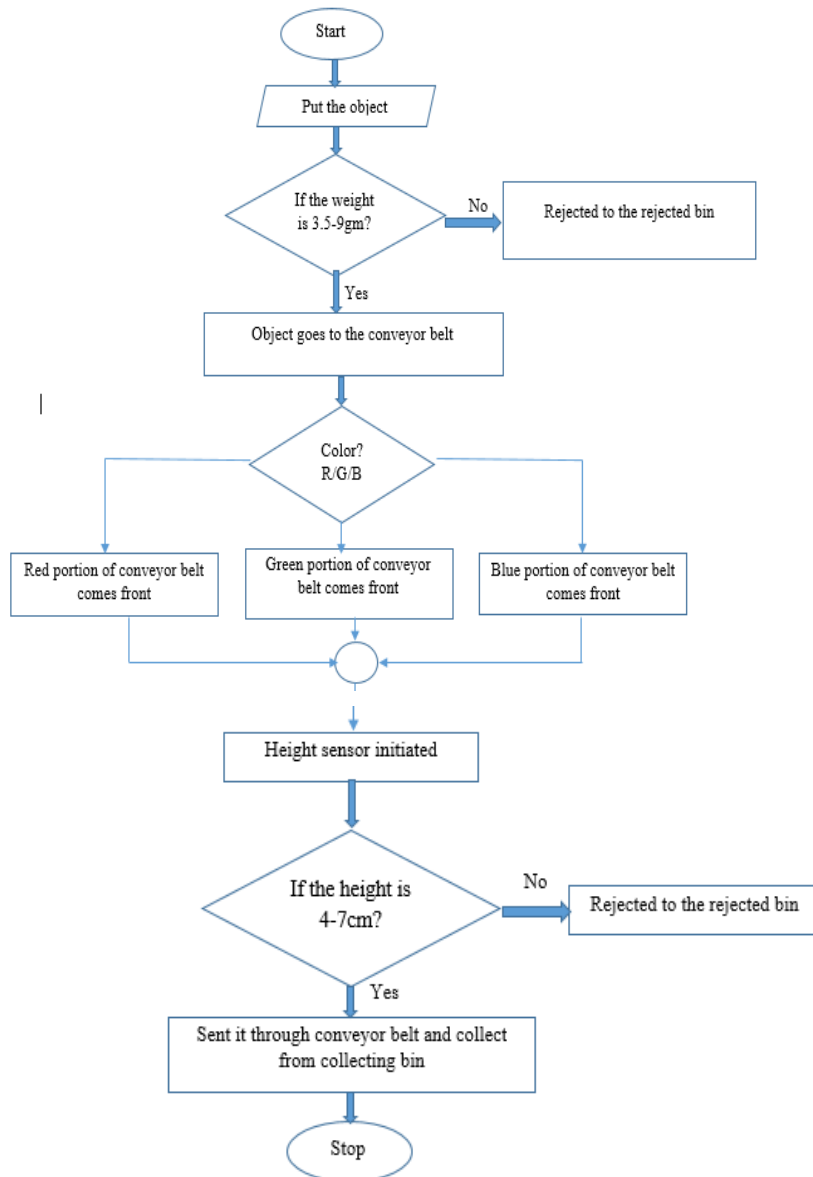 Start
Put the object
If the weight
is 3.5-9gm?
No
Rejected to the rejected bin
Yes
Object goes to the conveyor belt
Color?
R/G/B
Red portion of conveyor belt
comes front
Green portion of conveyor
belt comes front
Blue portion of conveyor belt
comes front
Height sensor initiated
If the height is
4-7cm?
No
Rejected to the rejected bin
Yes
Sent it through conveyor belt and collect
from collecting bin
Stop